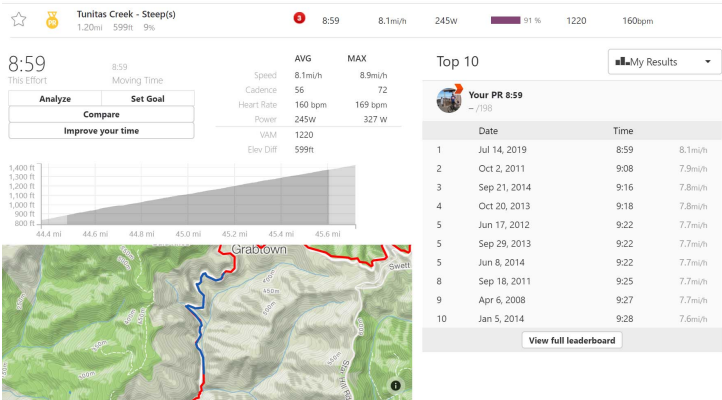 Tunitas Creek - Steep(s)
PR
1.20mi 599ft 9%
3 8:59 8.1mi/h 245W 91 % 1220 160bpm
8:59
This Effort
8:59
Moving Time
Analyze Set Goal
Compare
Improve your time
AVG MAX
Speed 8.1mi/h 8.9mi/h
Cadence 56 72
Heart Rate 160 bpm 169 bpm
Power 245W 327 W
VAM 1220
Elev Diff 599ft
1,400 ft
1,300 ft
1,200 ft
1,100 ft
1,000 ft
900 ft
800 ft
44.4 mi 44.6 mi 44.8 mi 45.0 mi 45.2 mi 45.4 mi 45.6 mi
Grabtown
Swett
400m
450m
500m
i
Top 10
My Results
Your PR 8:59
– /198
Date Time
1 Jul 14, 2019 8:59 8.1mi/h
2 Oct 2, 2011 9:08 7.9mi/h
3 Sep 21, 2014 9:16 7.8mi/h
4 Oct 20, 2013 9:18 7.8mi/h
5 Jun 17, 2012 9:22 7.7mi/h
5 Sep 29, 2013 9:22 7.7mi/h
5 Jun 8, 2014 9:22 7.7mi/h
8 Sep 18, 2011 9:25 7.7mi/h
9 Apr 6, 2008 9:27 7.7mi/h
10 Jan 5, 2014 9:28 7.6mi/h
View full leaderboard